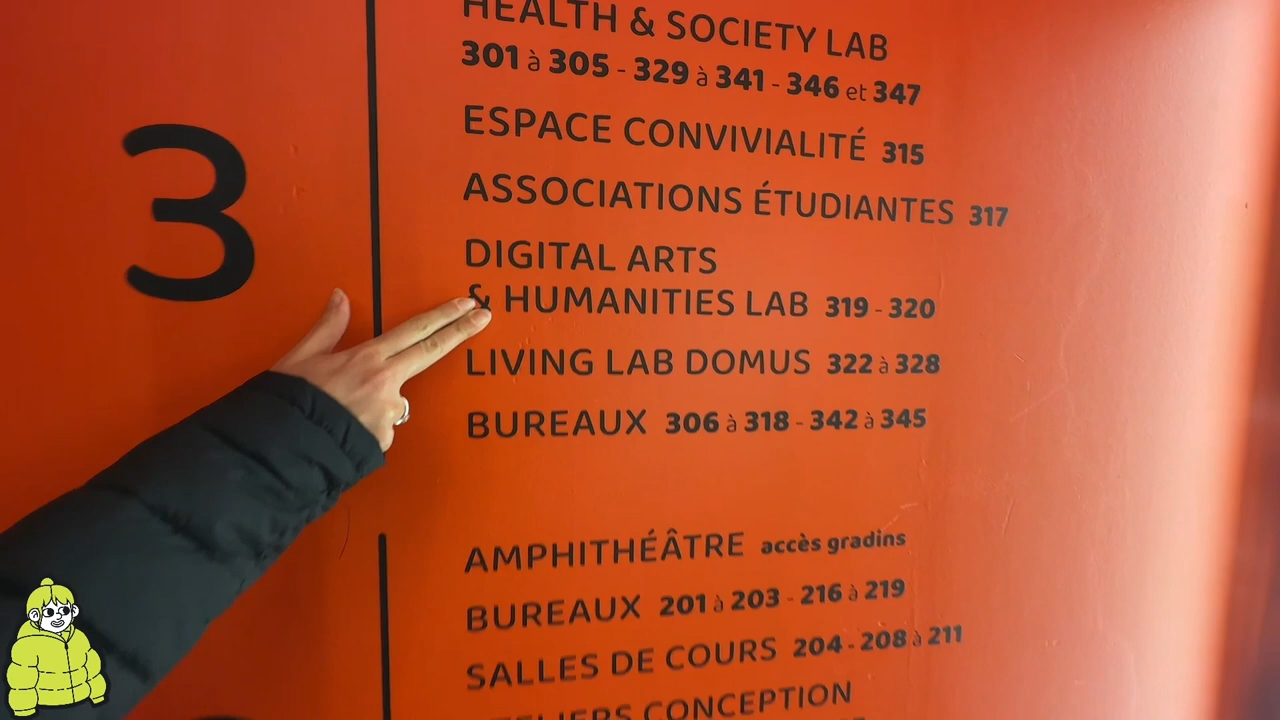 HEALTH & SOCIETY LAB
301 à 305 - 329 à 341 - 346 et 347
ESPACE CONVIVIALITÉ 315
ASSOCIATIONS ÉTUDIANTES 317
3
DIGITAL ARTS
& HUMANITIES LAB 319 - 320
LIVING LAB DOMUS 322 à 328
BUREAUX 306 à 318 - 342 à 345
AMPHITHÉÂTRE accès gradins
BUREAUX 201 à 203 - 216 à 219
SALLES DE COURS 204 - 208 à 211
CONCEPTION